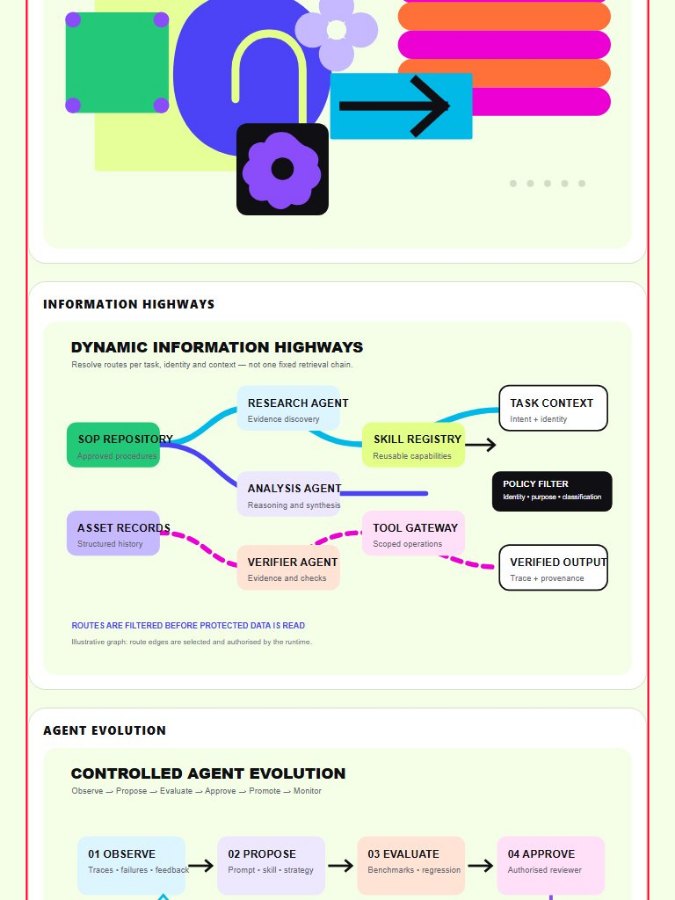 INFORMATION HIGHWAYS
DYNAMIC INFORMATION HIGHWAYS
Resolve routes per task, identity and context — not one fixed retrieval chain.
RESEARCH AGENT
Evidence discovery
TASK CONTEXT
Intent + identity
SOP REPOSITORY
Approved procedures
SKILL REGISTRY
Reusable capabilities
ANALYSIS AGENT
Reasoning and synthesis
POLICY FILTER
Identity • purpose • classification
ASSET RECORDS
Structured history
TOOL GATEWAY
Scoped operations
VERIFIER AGENT
Evidence and checks
VERIFIED OUTPUT
Trace + provenance
ROUTES ARE FILTERED BEFORE PROTECTED DATA IS READ
Illustrative graph: route edges are selected and authorised by the runtime.
AGENT EVOLUTION
CONTROLLED AGENT EVOLUTION
Observe → Propose → Evaluate → Approve → Promote → Monitor
01 OBSERVE
Traces • failures • feedback
02 PROPOSE
Prompt • skill • strategy
03 EVALUATE
Benchmarks • regression
04 APPROVE
Authorised reviewer